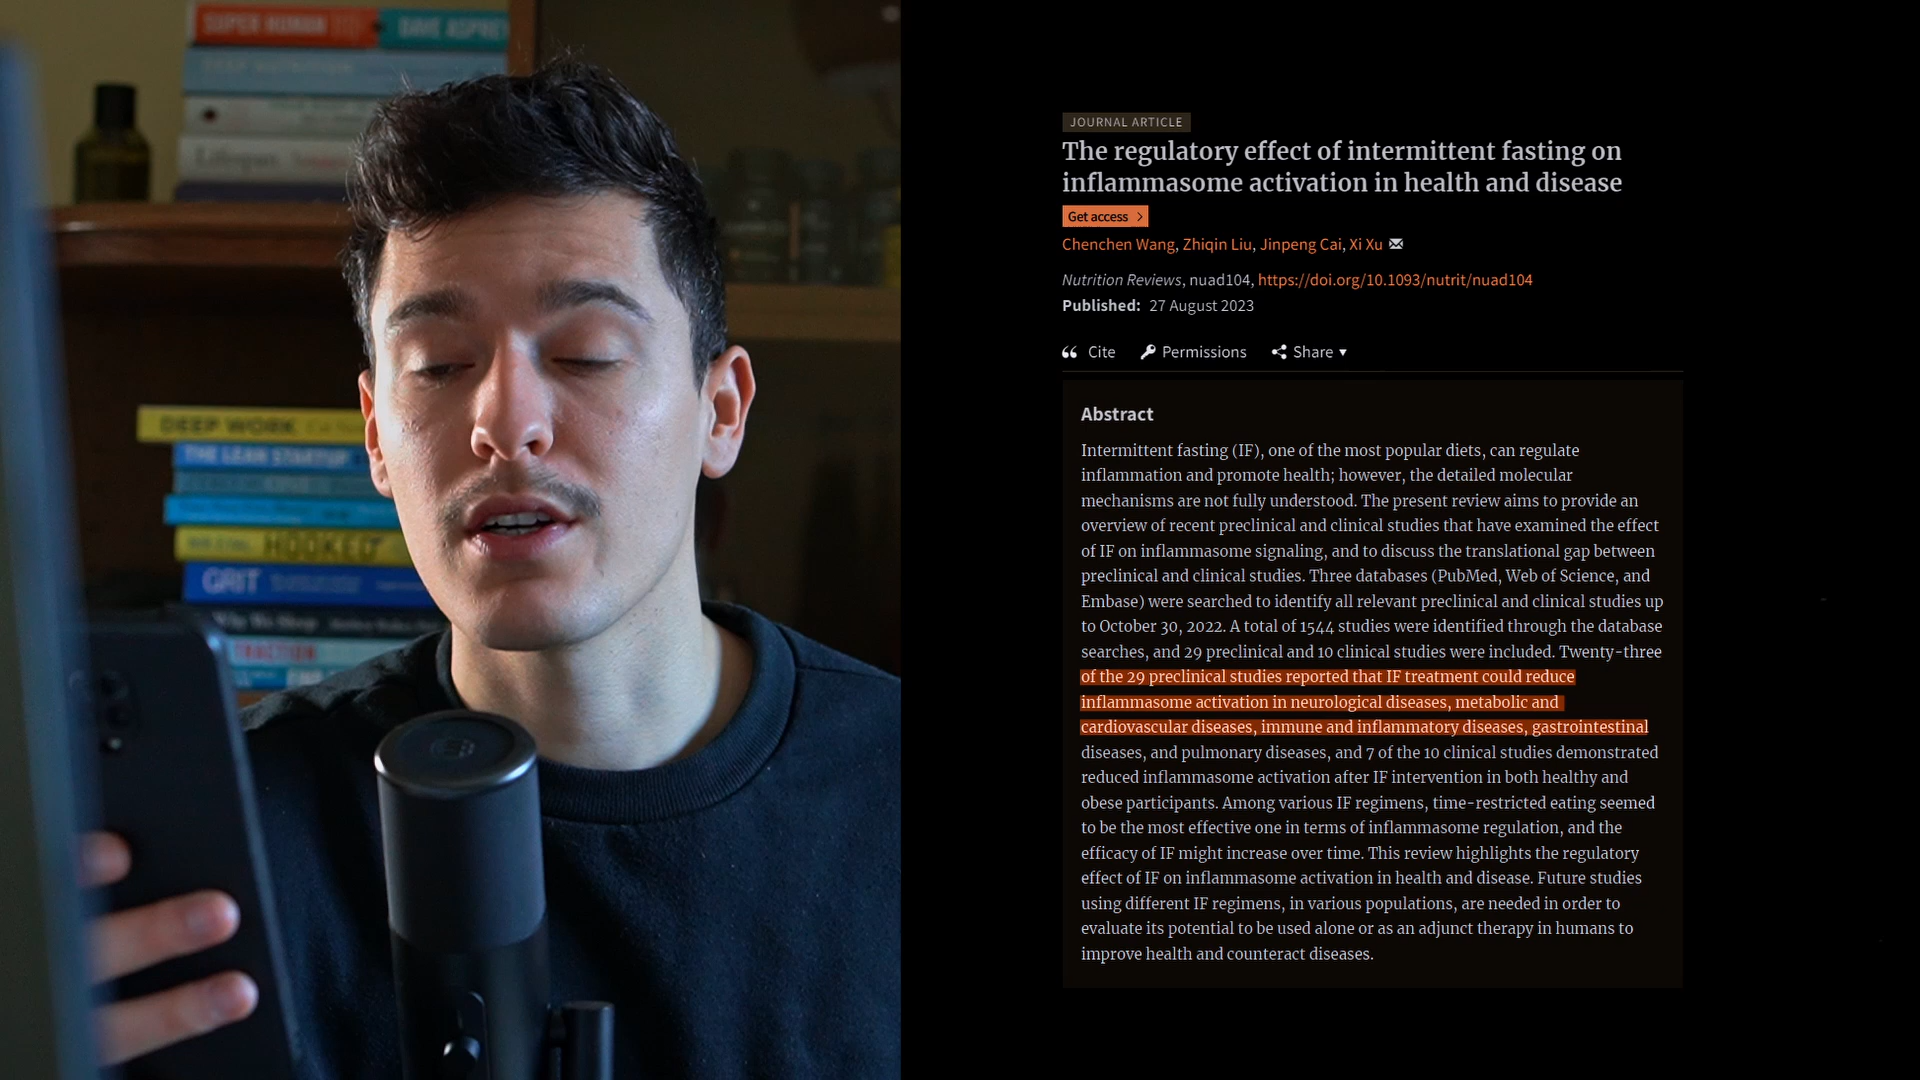 SUPER HUMAN DAVE ASPREY
DEEP NUTRITION
Lifespan
DEEP WORK
THE LEAN STARTUP
HOOKED
GRIT
Why We Sleep
TRACTION
JOURNAL ARTICLE
The regulatory effect of intermittent fasting on
inflammasome activation in health and disease
Get access >
Chenchen Wang, Zhiqin Liu, Jinpeng Cai, Xi Xu
Nutrition Reviews, nuad104, https://doi.org/10.1093/nutrit/nuad104
Published: 27 August 2023
Cite Permissions Share ▾
Abstract
Intermittent fasting (IF), one of the most popular diets, can regulate
inflammation and promote health; however, the detailed molecular
mechanisms are not fully understood. The present review aims to provide an
overview of recent preclinical and clinical studies that have examined the effect
of IF on inflammasome signaling, and to discuss the translational gap between
preclinical and clinical studies. Three databases (PubMed, Web of Science, and
Embase) were searched to identify all relevant preclinical and clinical studies up
to October 30, 2022. A total of 1544 studies were identified through the database
searches, and 29 preclinical and 10 clinical studies were included. Twenty-three
of the 29 preclinical studies reported that IF treatment could reduce
inflammasome activation in neurological diseases, metabolic and
cardiovascular diseases, immune and inflammatory diseases, gastrointestinal
diseases, and pulmonary diseases, and 7 of the 10 clinical studies demonstrated
reduced inflammasome activation after IF intervention in both healthy and
obese participants. Among various IF regimens, time-restricted eating seemed
to be the most effective one in terms of inflammasome regulation, and the
efficacy of IF might increase over time. This review highlights the regulatory
effect of IF on inflammasome activation in health and disease. Future studies
using different IF regimens, in various populations, are needed in order to
evaluate its potential to be used alone or as an adjunct therapy in humans to
improve health and counteract diseases.